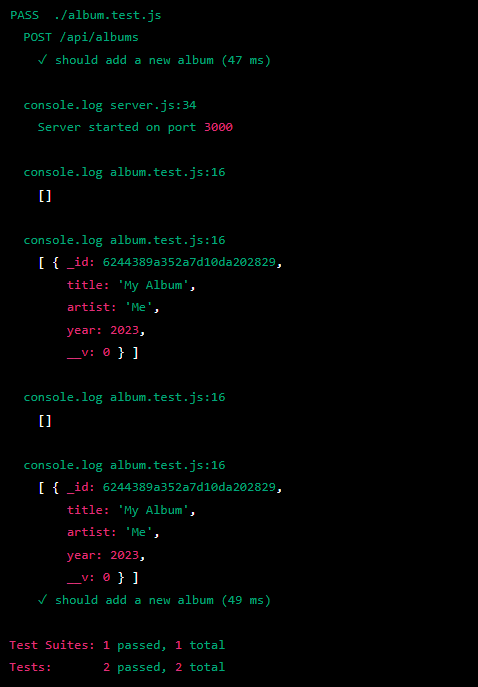 PASS ./album.test.js
POST /api/albums
✓ should add a new album (47 ms)
console.log server.js:34
Server started on port 3000
console.log album.test.js:16
[]
console.log album.test.js:16
[ { _id: 6244389a352a7d10da202829,
title: 'My Album',
artist: 'Me',
year: 2023,
__v: 0 } ]
console.log album.test.js:16
[]
console.log album.test.js:16
[ { _id: 6244389a352a7d10da202829,
title: 'My Album',
artist: 'Me',
year: 2023,
__v: 0 } ]
✓ should add a new album (49 ms)
Test Suites: 1 passed, 1 total
Tests: 2 passed, 2 total